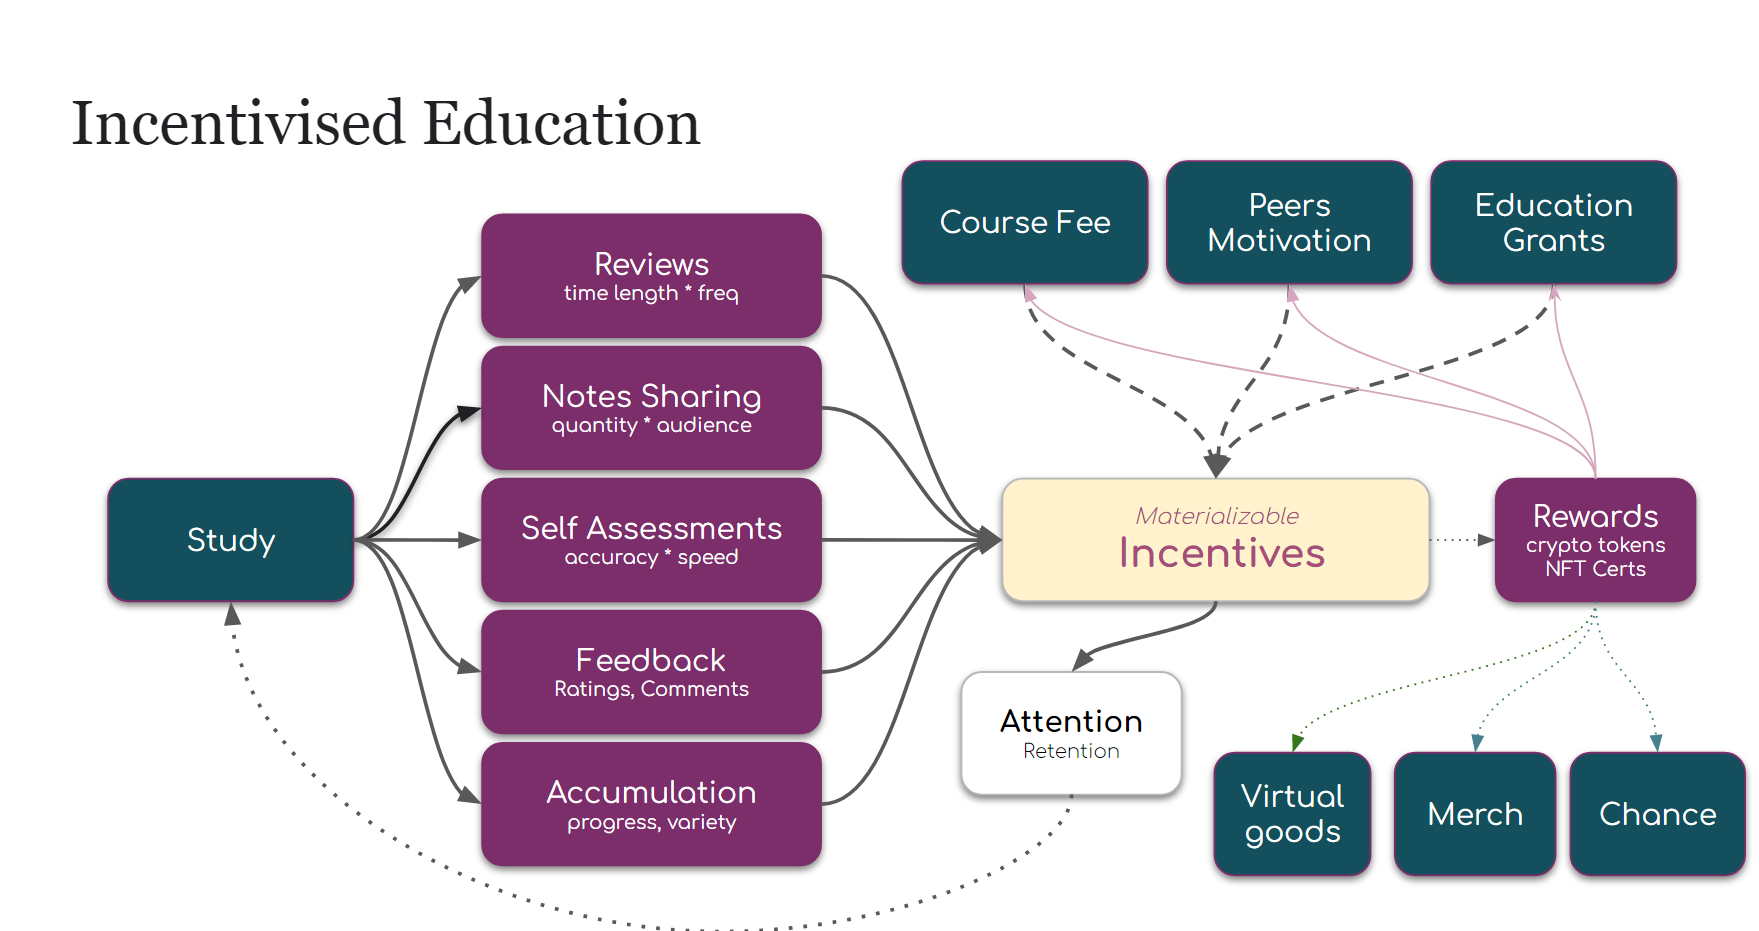 Incentivised Education
Course Fee
Peers
Motivation
Education
Grants
Reviews
time length * freq
Notes Sharing
quantity * audience
Study
Self Assessments
accuracy * speed
Materializable
Incentives
Rewards
crypto tokens
NFT Certs
Feedback
Ratings, Comments
Attention
Retention
Accumulation
progress, variety
Virtual
goods
Merch
Chance